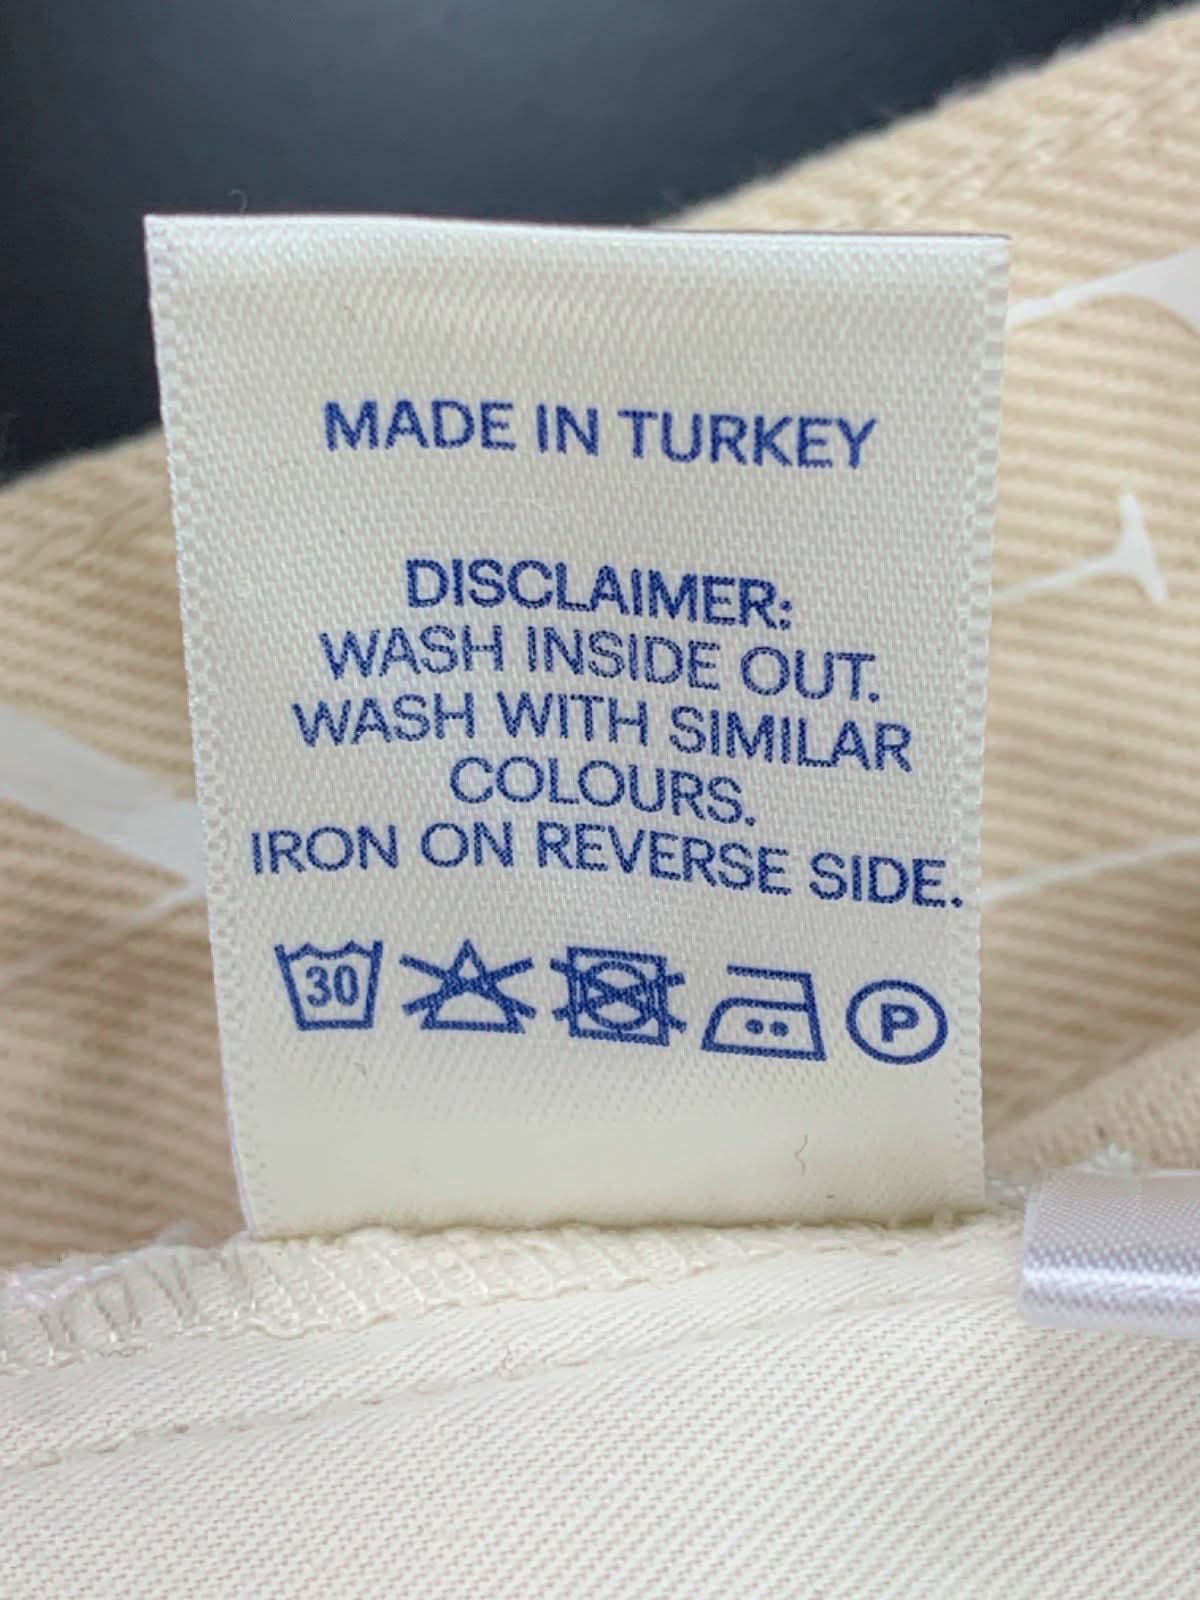 MADE IN TURKEY
DISCLAIMER:
WASH INSIDE OUT.
WASH WITH SIMILAR
COLOURS.
IRON ON REVERSE SIDE.
30 P